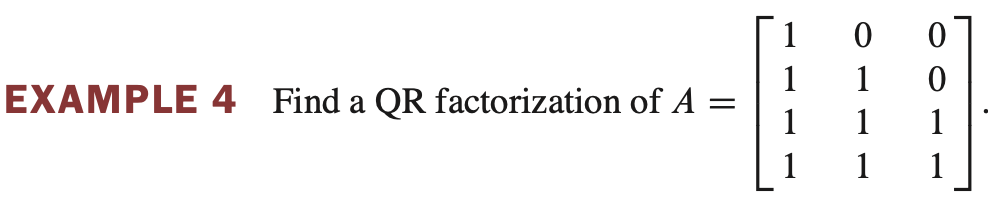 EXAMPLE 4 Find a QR factorization of A = [1 0 0
1 1 0
1 1 1
1 1 1].